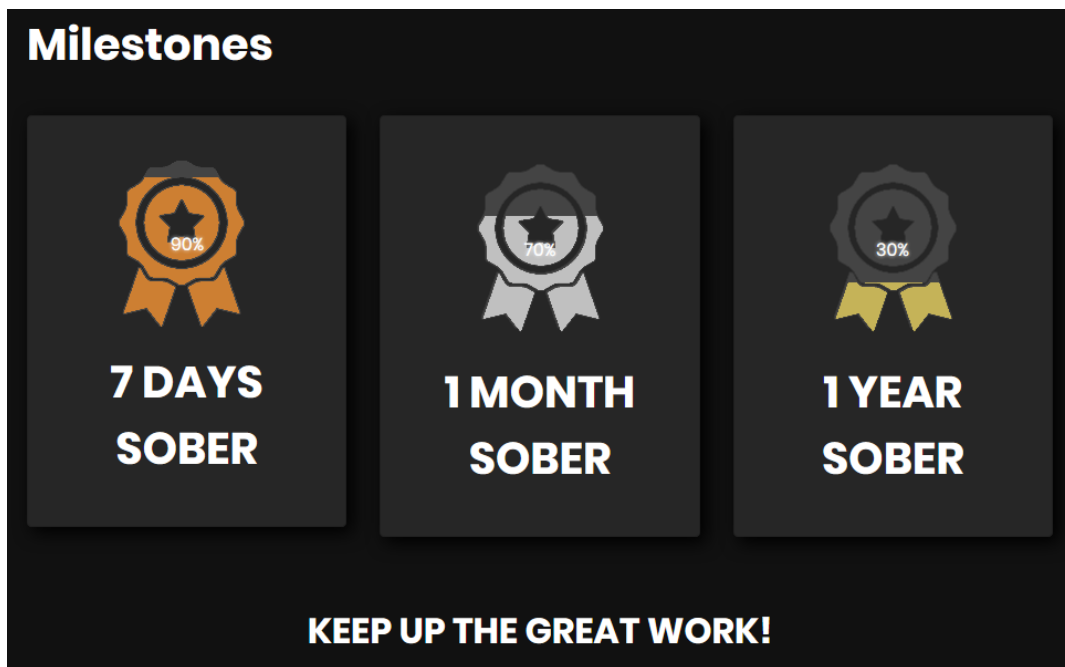 Milestones
90%
70%
30%
7 DAYS
SOBER
1 MONTH
SOBER
1 YEAR
SOBER
KEEP UP THE GREAT WORK!